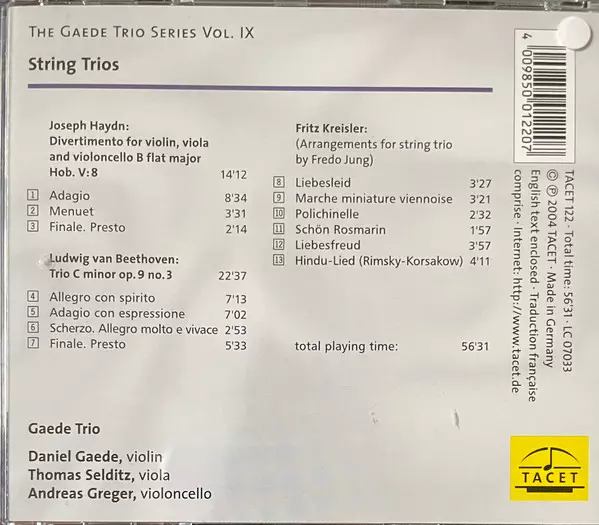 THE GAEDE TRIO SERIES VOL. IX
String Trios
Joseph Haydn:
Divertimento for violin, viola
and violoncello B flat major
Hob. V:8 14'12
1 Adagio 8'34
2 Menuet 3'31
3 Finale. Presto 2'14
Ludwig van Beethoven:
Trio C minor op. 9 no. 3 22'37
4 Allegro con spirito 7'13
5 Adagio con espressione 7'02
6 Scherzo. Allegro molto e vivace 2'53
7 Finale. Presto 5'33
Fritz Kreisler:
(Arrangements for string trio
by Fredo Jung)
8 Liebesleid 3'27
9 Marche miniature viennoise 3'21
10 Polichinelle 2'32
11 Schön Rosmarin 1'57
12 Liebesfreud 3'57
13 Hindu-Lied (Rimsky-Korsakow) 4'11
total playing time: 56'31
Gaede Trio
Daniel Gaede, violin
Thomas Selditz, viola
Andreas Greger, violoncello
4 009850 012207
TACET 122 · Total time: 56'31 · LC 07033
© ℗ 2004 TACET · Made in Germany
English text enclosed · Traduction française
comprise · Internet: http://www.tacet.de
TACET